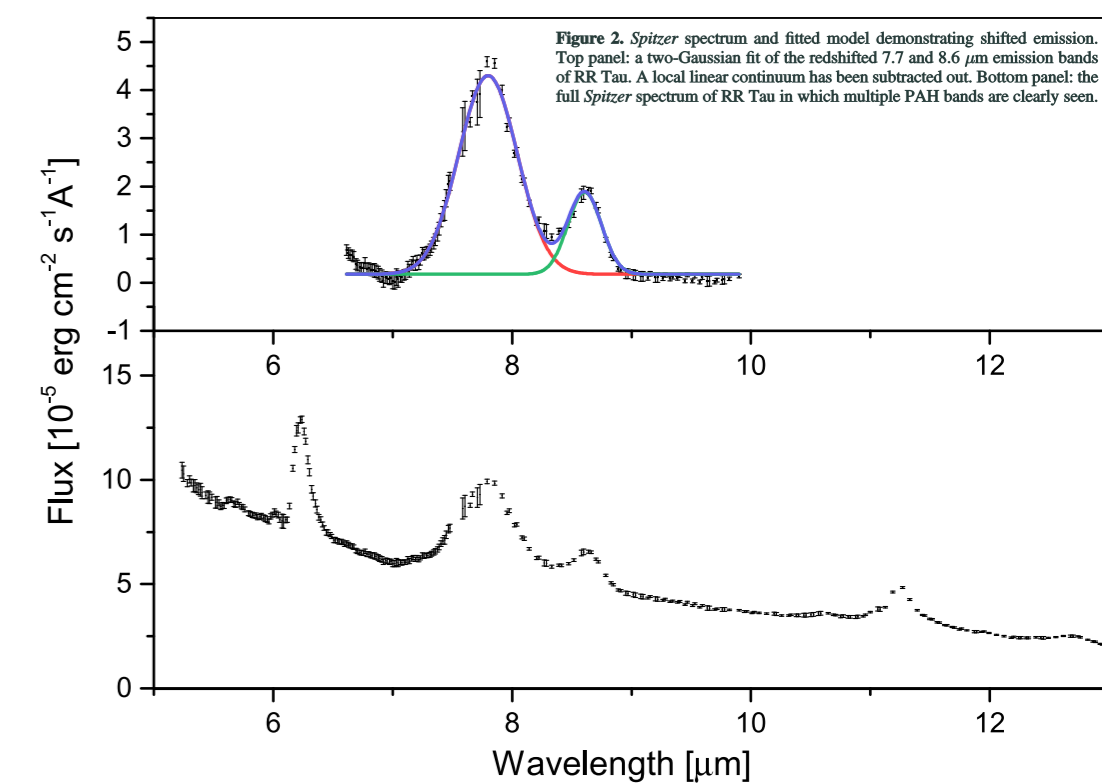 Figure 2. Spitzer spectrum and fitted model demonstrating shifted emission.
Top panel: a two-Gaussian fit of the redshifted 7.7 and 8.6 μm emission bands
of RR Tau. A local linear continuum has been subtracted out. Bottom panel: the
full Spitzer spectrum of RR Tau in which multiple PAH bands are clearly seen.
5
4
3
2
1
0
-1
6 8 10 12
Flux [10⁻⁵ erg cm⁻² s⁻¹A⁻¹]
15
10
5
0
6 8 10 12
Wavelength [μm]